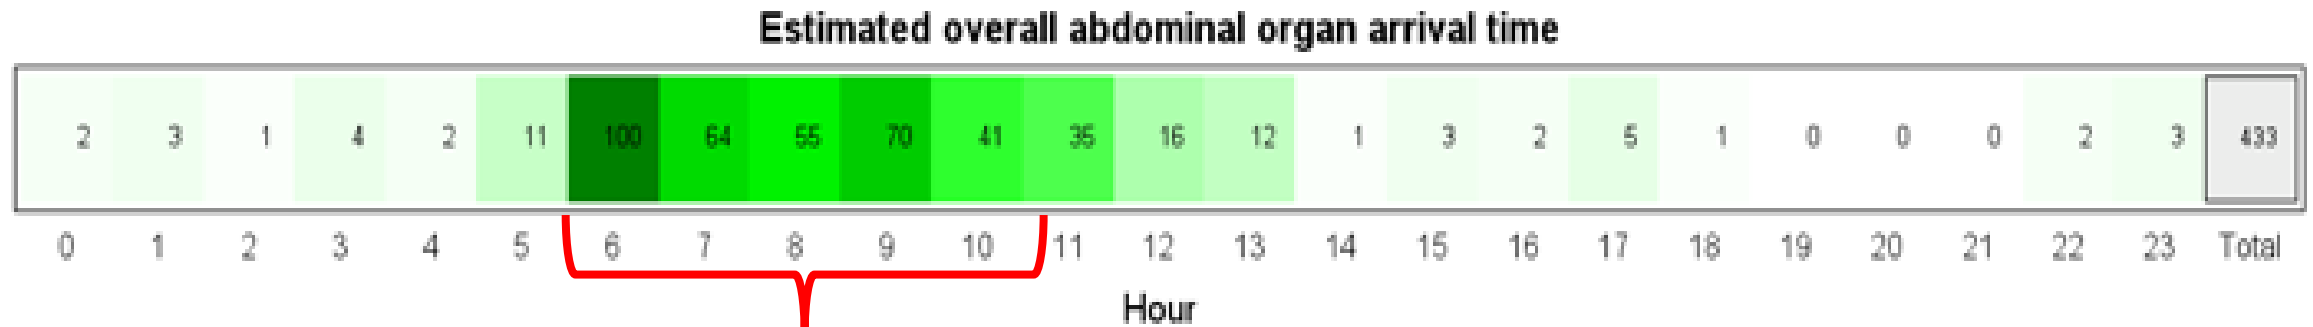 Estimated overall abdominal organ arrival time
2 3 1 4 2 11 100 64 55 70 41 35 16 12 1 3 2 5 1 0 0 0 2 3 433
0 1 2 3 4 5 6 7 8 9 10 11 12 13 14 15 16 17 18 19 20 21 22 23 Total
Hour